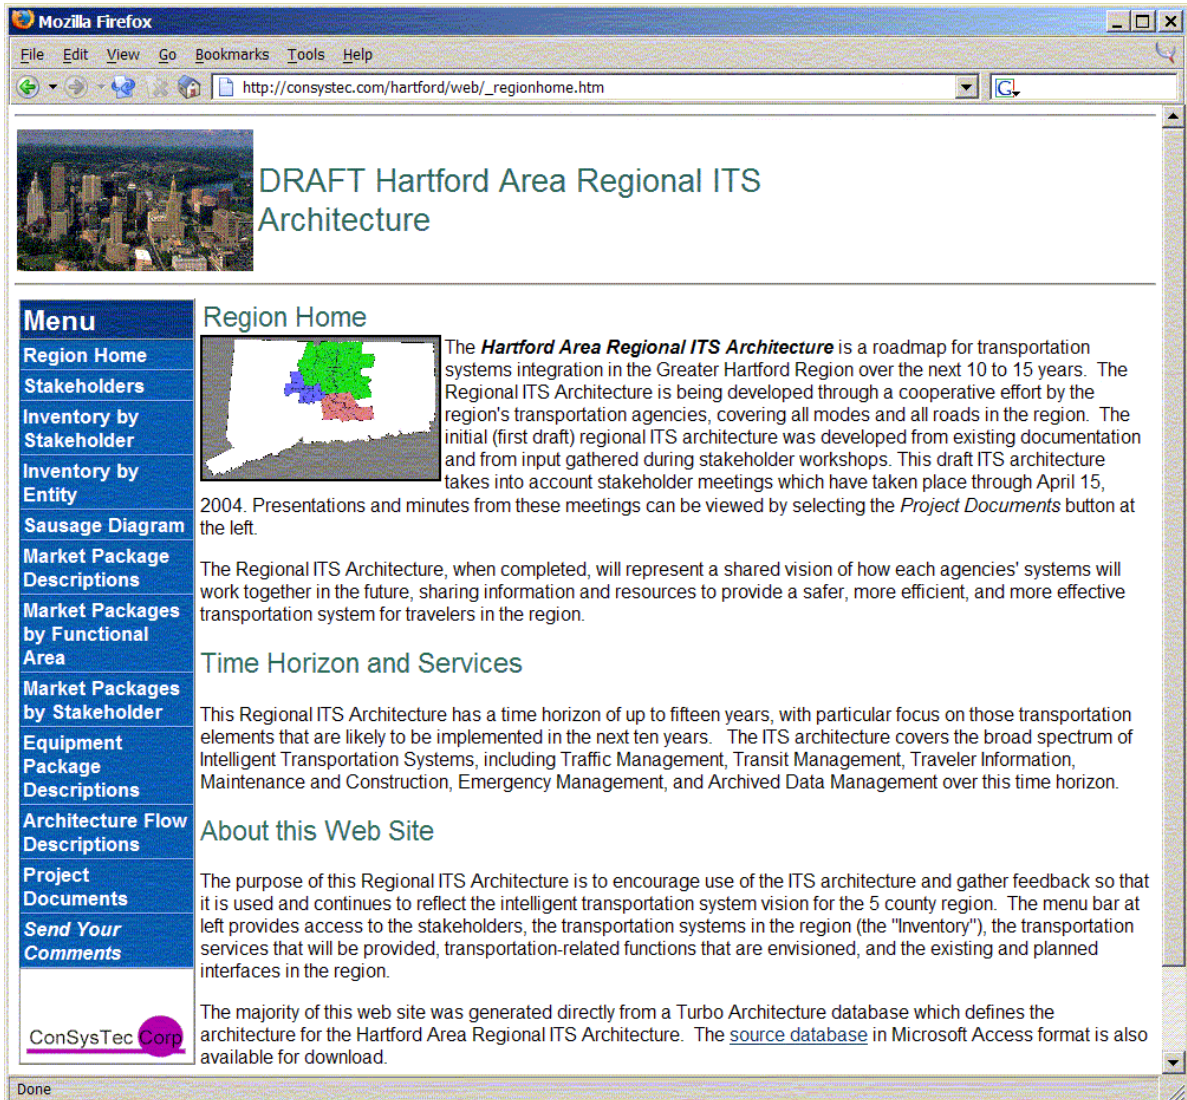 Mozilla Firefox
File Edit View Go Bookmarks Tools Help
http://consystec.com/hartford/web/_regionhome.htm
G
DRAFT Hartford Area Regional ITS
Architecture
Menu
Region Home
Stakeholders
Inventory by
Stakeholder
Inventory by
Entity
Sausage Diagram
Market Package
Descriptions
Market Packages
by Functional
Area
Market Packages
by Stakeholder
Equipment
Package
Descriptions
Architecture Flow
Descriptions
Project
Documents
Send Your
Comments
ConSysTec Corp
Region Home
The Hartford Area Regional ITS Architecture is a roadmap for transportation
systems integration in the Greater Hartford Region over the next 10 to 15 years. The
Regional ITS Architecture is being developed through a cooperative effort by the
region's transportation agencies, covering all modes and all roads in the region. The
initial (first draft) regional ITS architecture was developed from existing documentation
and from input gathered during stakeholder workshops. This draft ITS architecture
takes into account stakeholder meetings which have taken place through April 15,
2004. Presentations and minutes from these meetings can be viewed by selecting the Project Documents button at
the left.
The Regional ITS Architecture, when completed, will represent a shared vision of how each agencies' systems will
work together in the future, sharing information and resources to provide a safer, more efficient, and more effective
transportation system for travelers in the region.
Time Horizon and Services
This Regional ITS Architecture has a time horizon of up to fifteen years, with particular focus on those transportation
elements that are likely to be implemented in the next ten years. The ITS architecture covers the broad spectrum of
Intelligent Transportation Systems, including Traffic Management, Transit Management, Traveler Information,
Maintenance and Construction, Emergency Management, and Archived Data Management over this time horizon.
About this Web Site
The purpose of this Regional ITS Architecture is to encourage use of the ITS architecture and gather feedback so that
it is used and continues to reflect the intelligent transportation system vision for the 5 county region. The menu bar at
left provides access to the stakeholders, the transportation systems in the region (the "Inventory"), the transportation
services that will be provided, transportation-related functions that are envisioned, and the existing and planned
interfaces in the region.
The majority of this web site was generated directly from a Turbo Architecture database which defines the
architecture for the Hartford Area Regional ITS Architecture. The source database in Microsoft Access format is also
available for download.
Done